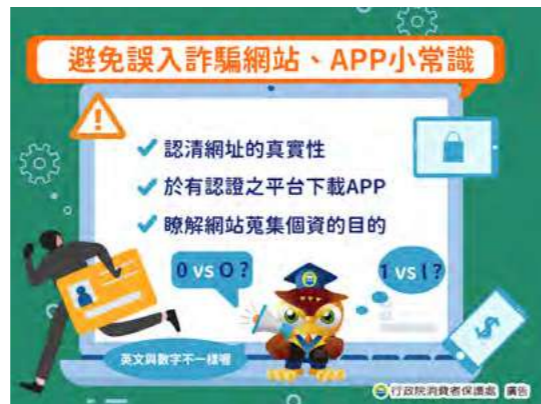 避免誤入詐騙網站、APP小常識
認清網址的真實性
於有認證之平台下載APP
瞭解網站蒐集個資的目的
0 vs O?
1 vs l?
英文與數字不一樣喔
行政院消費者保護處 廣告